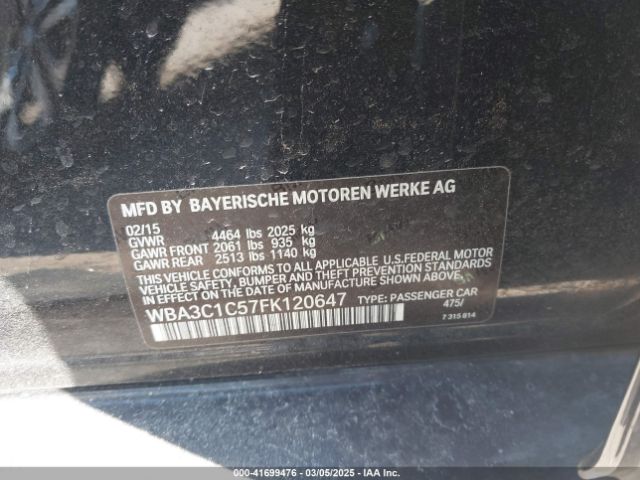 MFD BY BAYERISCHE MOTOREN WERKE AG
02/15
GVWR 4464 lbs 2025 kg
GAWR FRONT 2061 lbs 935 kg
GAWR REAR 2513 lbs 1140 kg
THIS VEHICLE CONFORMS TO ALL APPLICABLE U.S.FEDERAL MOTOR
VEHICLE SAFETY, BUMPER AND THEFT PREVENTION STANDARDS
IN EFFECT ON THE DATE OF MANUFACTURE SHOWN ABOVE.
WBA3C1C57FK120647 TYPE: PASSENGER CAR
475/
7 315 814
000-41699476 - 03/05/2025 - IAA Inc.